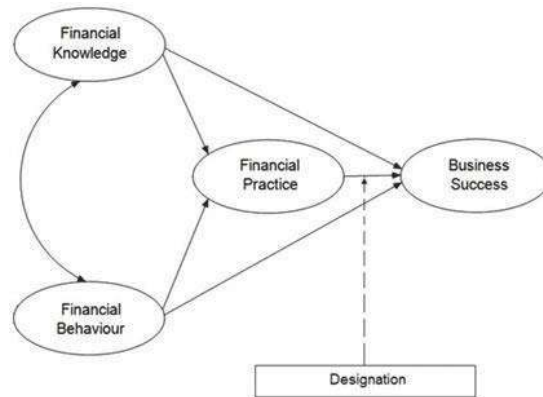 Financial
Knowledge
Financial
Practice
Business
Success
Financial
Behaviour
Designation